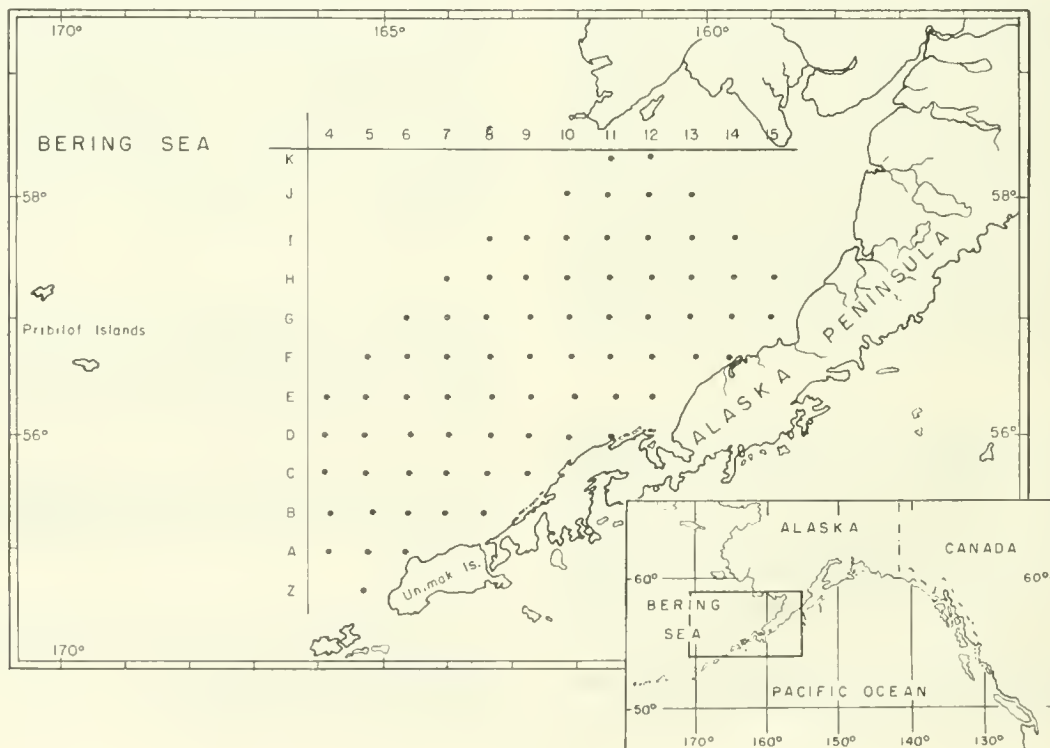 170° 165° 160°
BERING SEA
4 5 6 7 8 9 10 11 12 13 14 15
K
J
58° 58°
I
H
G
Pribilof Islands
F
E
D
56° 56°
C
B
A
Z
Unimak Is.
ALASKA PENINSULA
170°
ALASKA
CANADA
60° 60°
BERING
SEA
PACIFIC OCEAN
50°
170° 160° 150° 140° 130°